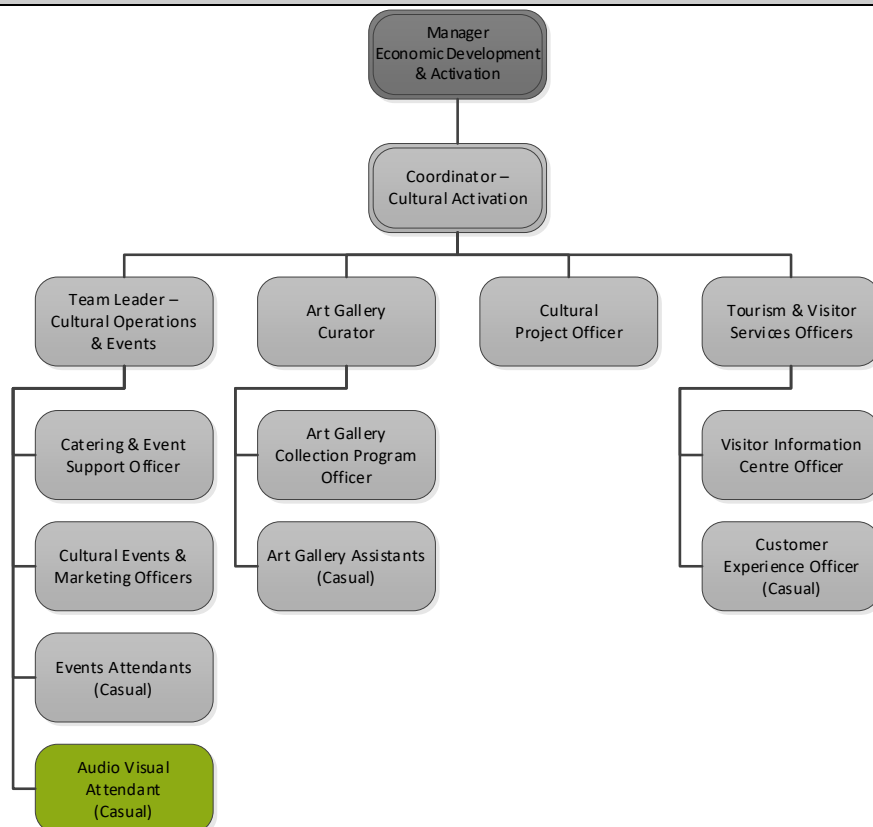 Manager
Economic Development
& Activation
Coordinator –
Cultural Activation
Team Leader –
Cultural Operations
& Events
Art Gallery
Curator
Cultural
Project Officer
Tourism & Visitor
Services Officers
Catering & Event
Support Officer
Art Gallery
Collection Program
Officer
Visitor Information
Centre Officer
Cultural Events &
Marketing Officers
Art Gallery Assistants
(Casual)
Customer
Experience Officer
(Casual)
Events Attendants
(Casual)
Audio Visual
Attendant
(Casual)